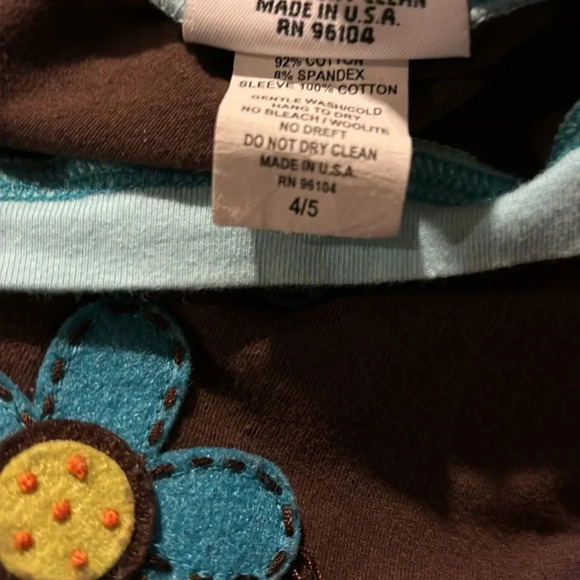 CLEAN
MADE IN U.S.A.
RN 96104
92% COTTON
8% SPANDEX
SLEEVE 100% COTTON
GENTLE WASH/COLD
HANG TO DRY
NO BLEACH / WOOLITE
NO DREFT
DO NOT DRY CLEAN
MADE IN U.S.A.
RN 96104
4/5